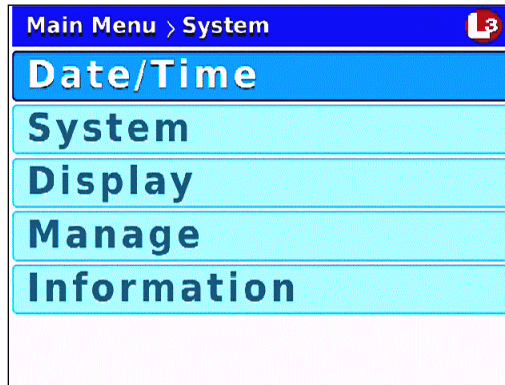 Main Menu > System
L3
Date/Time
System
Display
Manage
Information